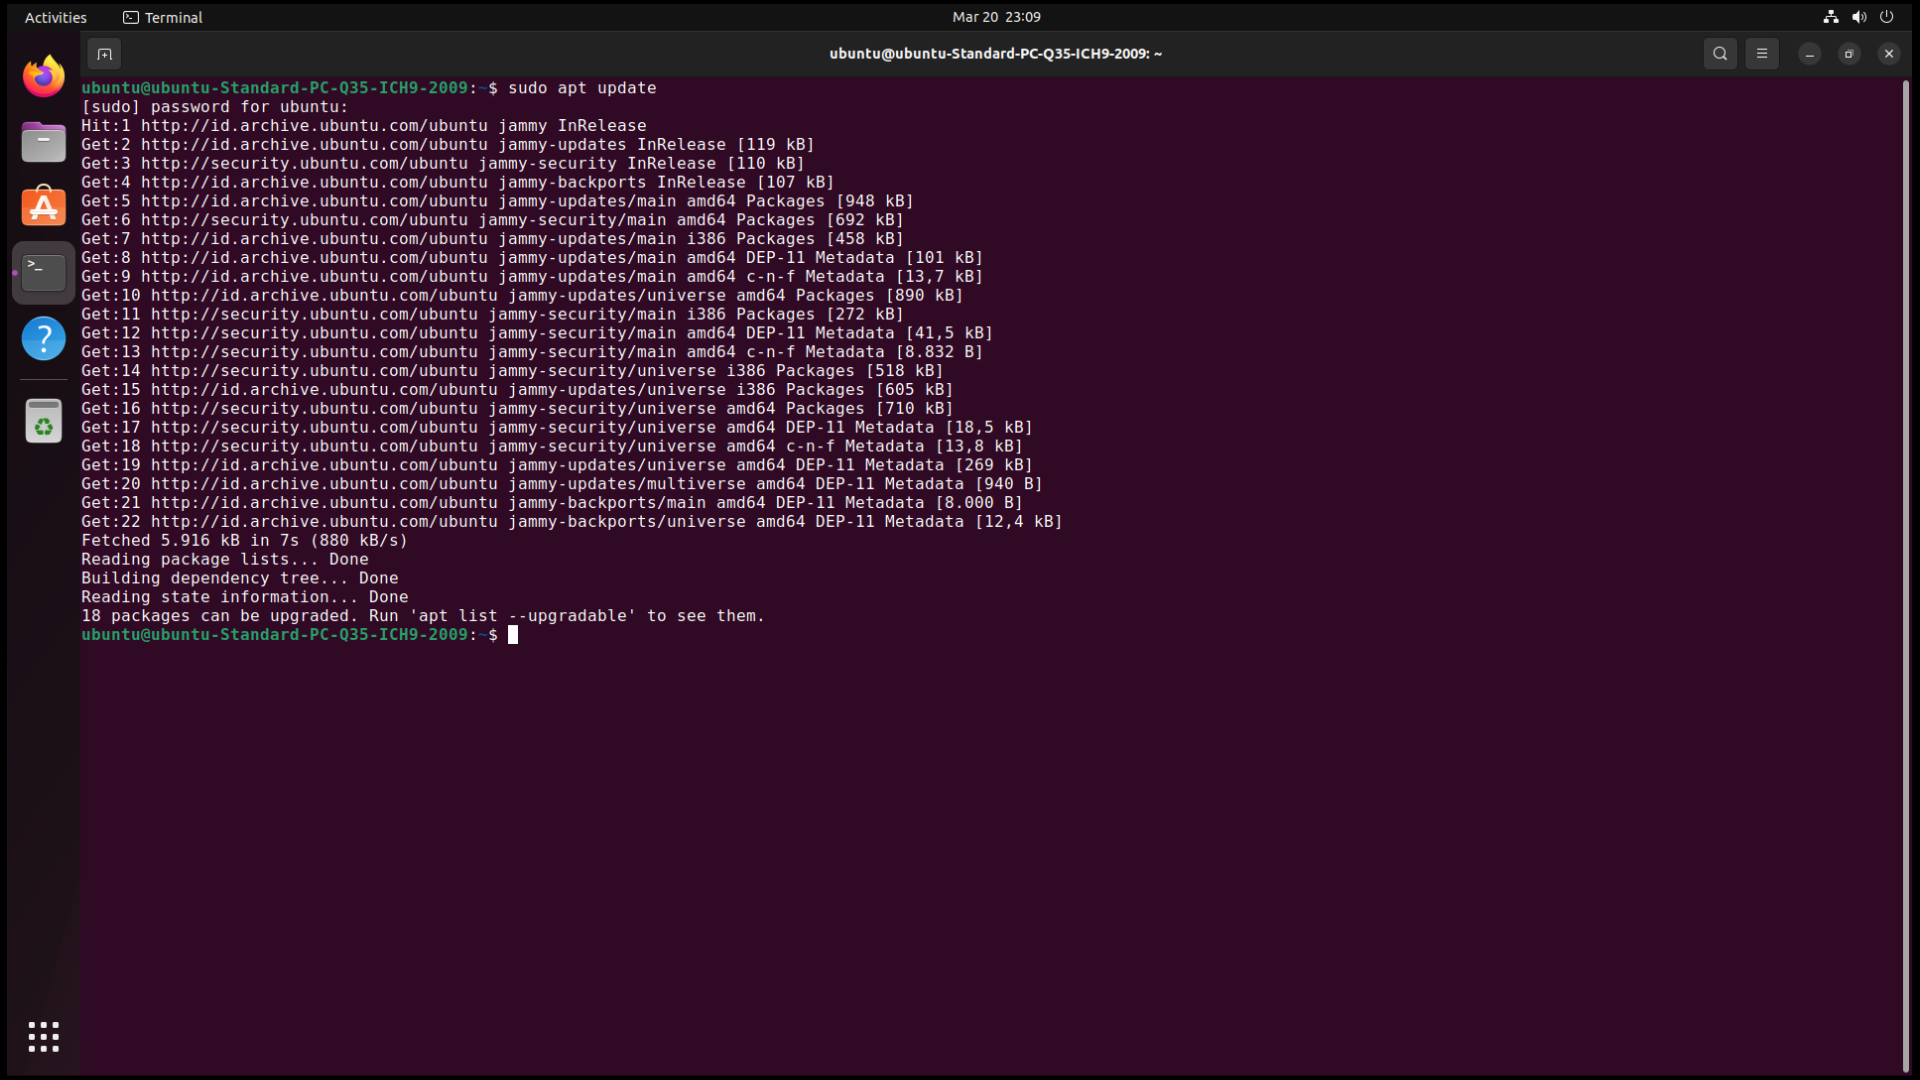 Activities Terminal Mar 20 23:09
ubuntu@ubuntu-Standard-PC-Q35-ICH9-2009: ~
ubuntu@ubuntu-Standard-PC-Q35-ICH9-2009:~$ sudo apt update
[sudo] password for ubuntu:
Hit:1 http://id.archive.ubuntu.com/ubuntu jammy InRelease
Get:2 http://id.archive.ubuntu.com/ubuntu jammy-updates InRelease [119 kB]
Get:3 http://security.ubuntu.com/ubuntu jammy-security InRelease [110 kB]
Get:4 http://id.archive.ubuntu.com/ubuntu jammy-backports InRelease [107 kB]
Get:5 http://id.archive.ubuntu.com/ubuntu jammy-updates/main amd64 Packages [948 kB]
Get:6 http://security.ubuntu.com/ubuntu jammy-security/main amd64 Packages [692 kB]
Get:7 http://id.archive.ubuntu.com/ubuntu jammy-updates/main i386 Packages [458 kB]
Get:8 http://id.archive.ubuntu.com/ubuntu jammy-updates/main amd64 DEP-11 Metadata [101 kB]
Get:9 http://id.archive.ubuntu.com/ubuntu jammy-updates/main amd64 c-n-f Metadata [13,7 kB]
Get:10 http://id.archive.ubuntu.com/ubuntu jammy-updates/universe amd64 Packages [890 kB]
Get:11 http://security.ubuntu.com/ubuntu jammy-security/main i386 Packages [272 kB]
Get:12 http://security.ubuntu.com/ubuntu jammy-security/main amd64 DEP-11 Metadata [41,5 kB]
Get:13 http://security.ubuntu.com/ubuntu jammy-security/main amd64 c-n-f Metadata [8.832 B]
Get:14 http://security.ubuntu.com/ubuntu jammy-security/universe i386 Packages [518 kB]
Get:15 http://id.archive.ubuntu.com/ubuntu jammy-updates/universe i386 Packages [605 kB]
Get:16 http://security.ubuntu.com/ubuntu jammy-security/universe amd64 Packages [710 kB]
Get:17 http://security.ubuntu.com/ubuntu jammy-security/universe amd64 DEP-11 Metadata [18,5 kB]
Get:18 http://security.ubuntu.com/ubuntu jammy-security/universe amd64 c-n-f Metadata [13,8 kB]
Get:19 http://id.archive.ubuntu.com/ubuntu jammy-updates/universe amd64 DEP-11 Metadata [269 kB]
Get:20 http://id.archive.ubuntu.com/ubuntu jammy-updates/multiverse amd64 DEP-11 Metadata [940 B]
Get:21 http://id.archive.ubuntu.com/ubuntu jammy-backports/main amd64 DEP-11 Metadata [8.000 B]
Get:22 http://id.archive.ubuntu.com/ubuntu jammy-backports/universe amd64 DEP-11 Metadata [12,4 kB]
Fetched 5.916 kB in 7s (880 kB/s)
Reading package lists... Done
Building dependency tree... Done
Reading state information... Done
18 packages can be upgraded. Run 'apt list --upgradable' to see them.
ubuntu@ubuntu-Standard-PC-Q35-ICH9-2009:~$